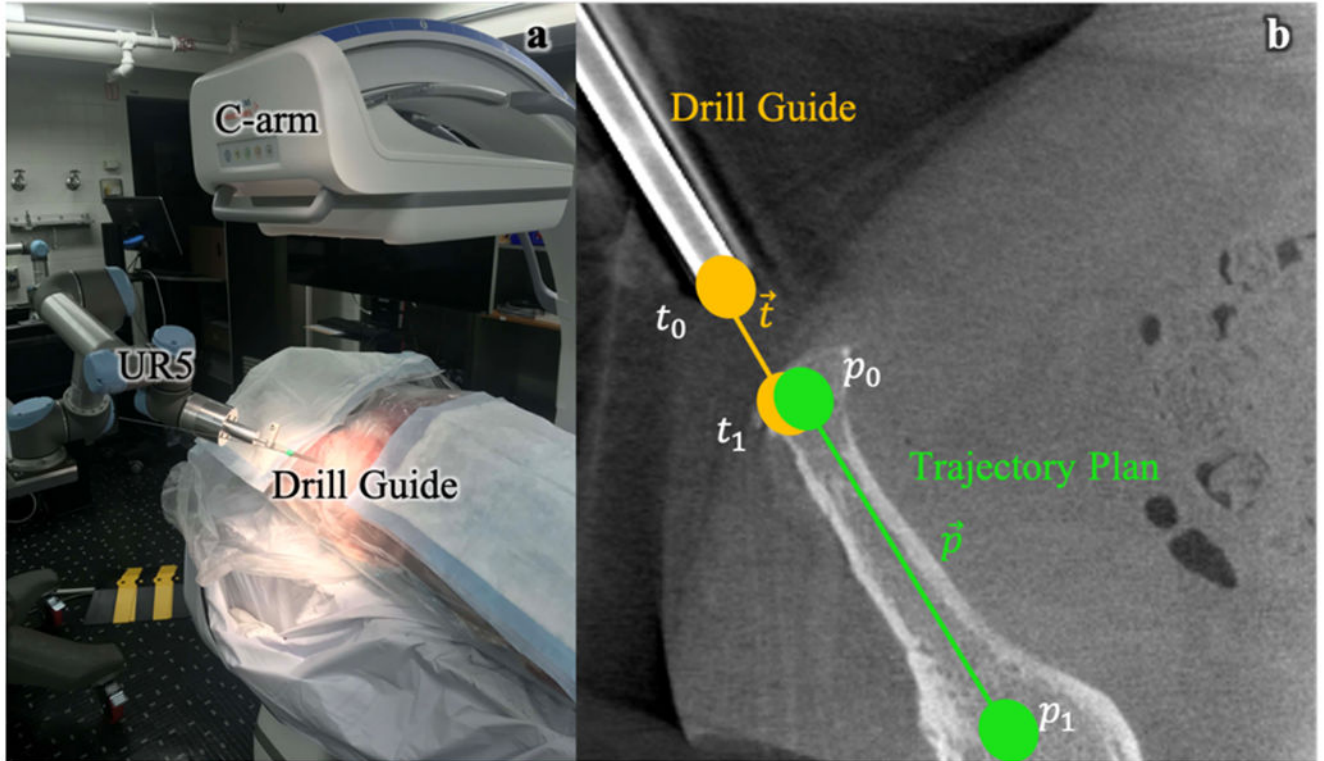 a
C-arm
UR5
Drill Guide
b
Drill Guide
t₀
t⃗
p₀
t₁
Trajectory Plan
p⃗
p₁